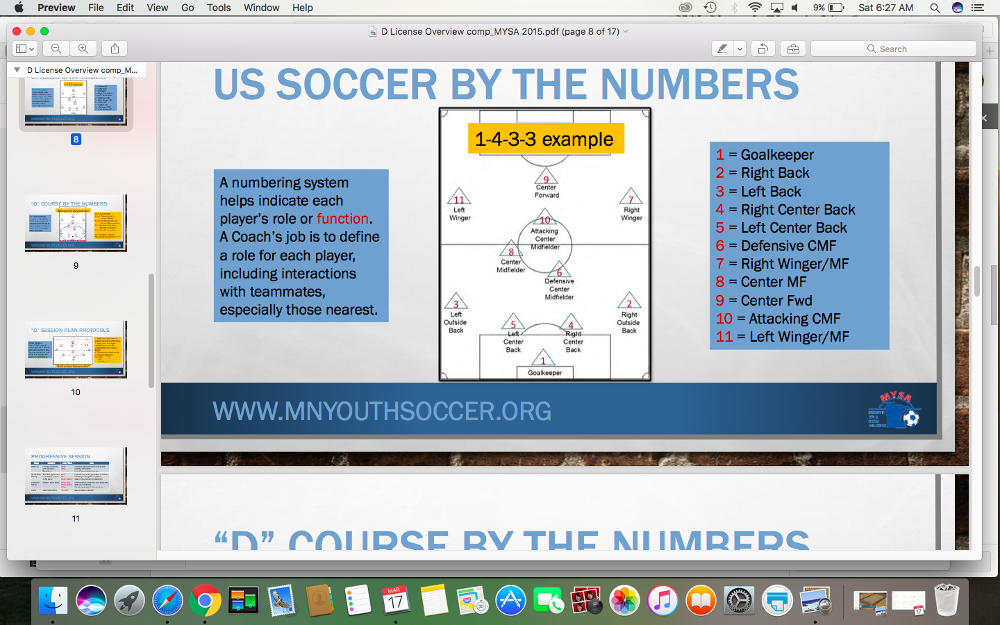 Preview File Edit View Go Tools Window Help
9% Sat 6:27 AM
D License Overview comp_MYSA 2015.pdf (page 8 of 17)
Search
D License Overview comp_M...
8
"D" COURSE BY THE NUMBERS
9
"D" SESSION PLAN PROTOCOLS
10
PROGRESSIVE SESSION
11
US SOCCER BY THE NUMBERS
A numbering system
helps indicate each
player's role or function.
A Coach's job is to define
a role for each player,
including interactions
with teammates,
especially those nearest.
1-4-3-3 example
9
Center
Forward
11
Left
Winger
7
Right
Winger
10
Attacking
Center
Midfielder
8
Center
Midfielder
6
Defensive
Center
Midfielder
3
Left
Outside
Back
2
Right
Outside
Back
5
Left
Center
Back
4
Right
Center
Back
1
Goalkeeper
1 = Goalkeeper
2 = Right Back
3 = Left Back
4 = Right Center Back
5 = Left Center Back
6 = Defensive CMF
7 = Right Winger/MF
8 = Center MF
9 = Center Fwd
10 = Attacking CMF
11 = Left Winger/MF
WWW.MNYOUTHSOCCER.ORG
MYSA
"D" COURSE BY THE NUMBERS
MAR
17
17